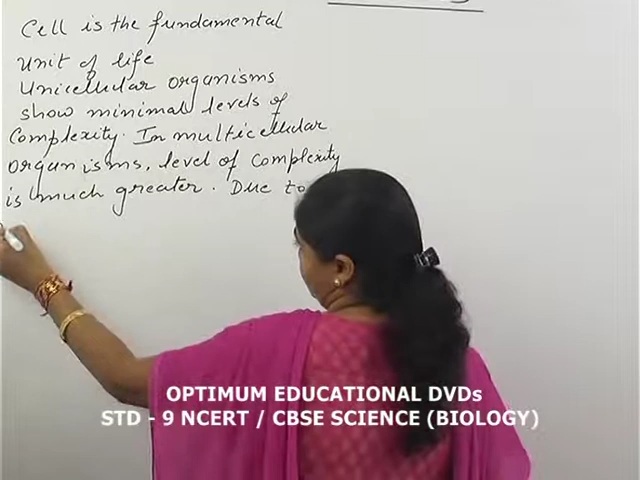 Cell is the fundamental
Unit of life
Unicellular organisms
show minimal levels of
Complexity. In multicellular
organisms, level of complexity
is much greater. Due to
OPTIMUM EDUCATIONAL DVDs
STD - 9 NCERT / CBSE SCIENCE (BIOLOGY)